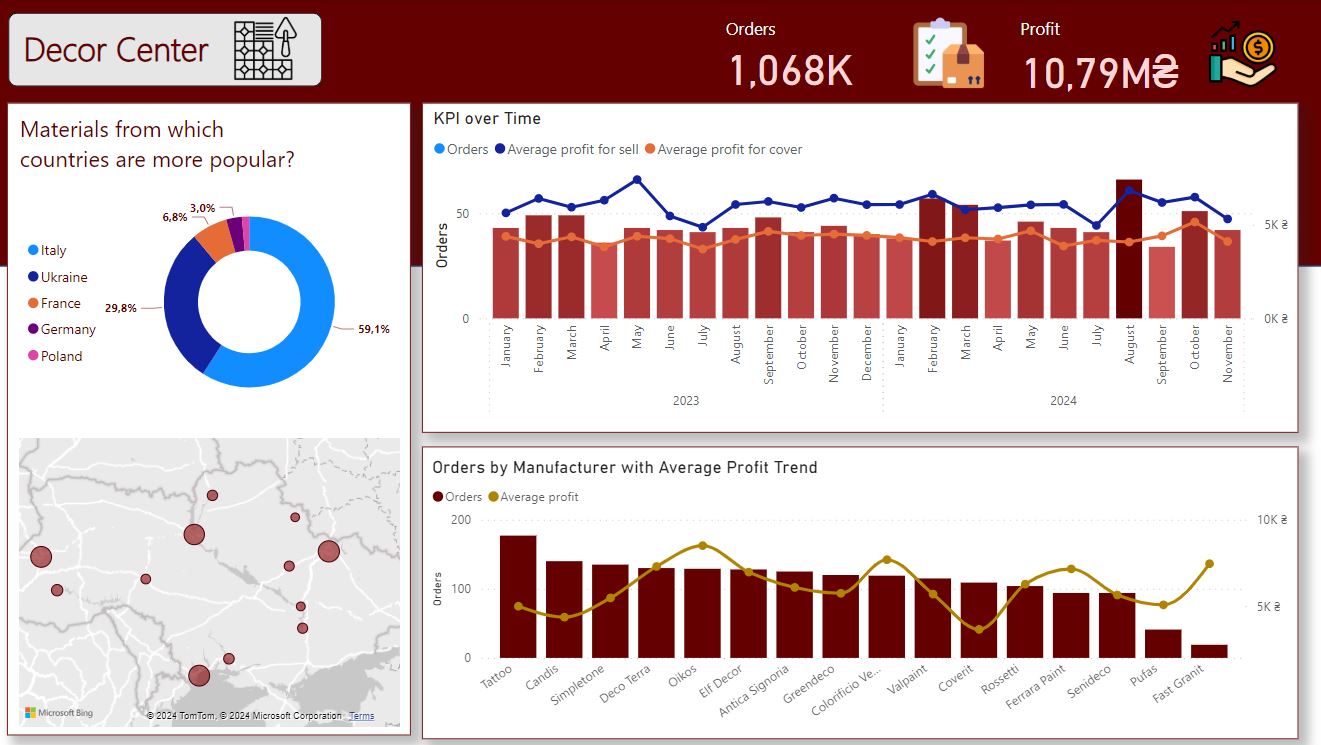 Decor Center
Orders
1,068K
Profit
10,79M₴
Materials from which
countries are more popular?
Italy
Ukraine
France
Germany
Poland
3,0%
6,8%
29,8%
59,1%
Microsoft Bing
© 2024 TomTom, © 2024 Microsoft Corporation Terms
KPI over Time
Orders Average profit for sell Average profit for cover
Orders
50
0
5K ₴
0K ₴
January
February
March
April
May
June
July
August
September
October
November
December
January
February
March
April
May
June
July
August
September
October
November
2023
2024
Orders by Manufacturer with Average Profit Trend
Orders Average profit
Orders
200
100
0
10K ₴
5K ₴
Tattoo
Candis
Simpletone
Deco Terra
Oikos
Elf Decor
Antica Signoria
Greendeco
Colorificio Ve...
Valpaint
Coverit
Rossetti
Ferrara Paint
Senideco
Pufas
Fast Granit